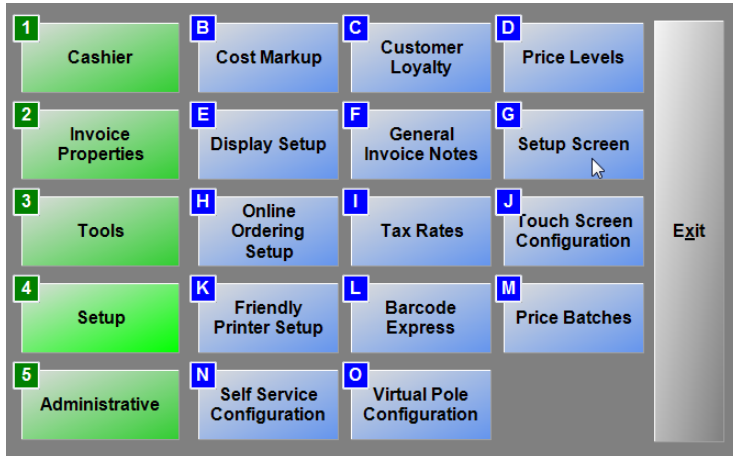 1
Cashier
B
Cost Markup
C
Customer
Loyalty
D
Price Levels
2
Invoice
Properties
E
Display Setup
F
General
Invoice Notes
G
Setup Screen
3
Tools
H
Online
Ordering
Setup
I
Tax Rates
J
Touch Screen
Configuration
Exit
4
Setup
K
Friendly
Printer Setup
L
Barcode
Express
M
Price Batches
5
Administrative
N
Self Service
Configuration
O
Virtual Pole
Configuration